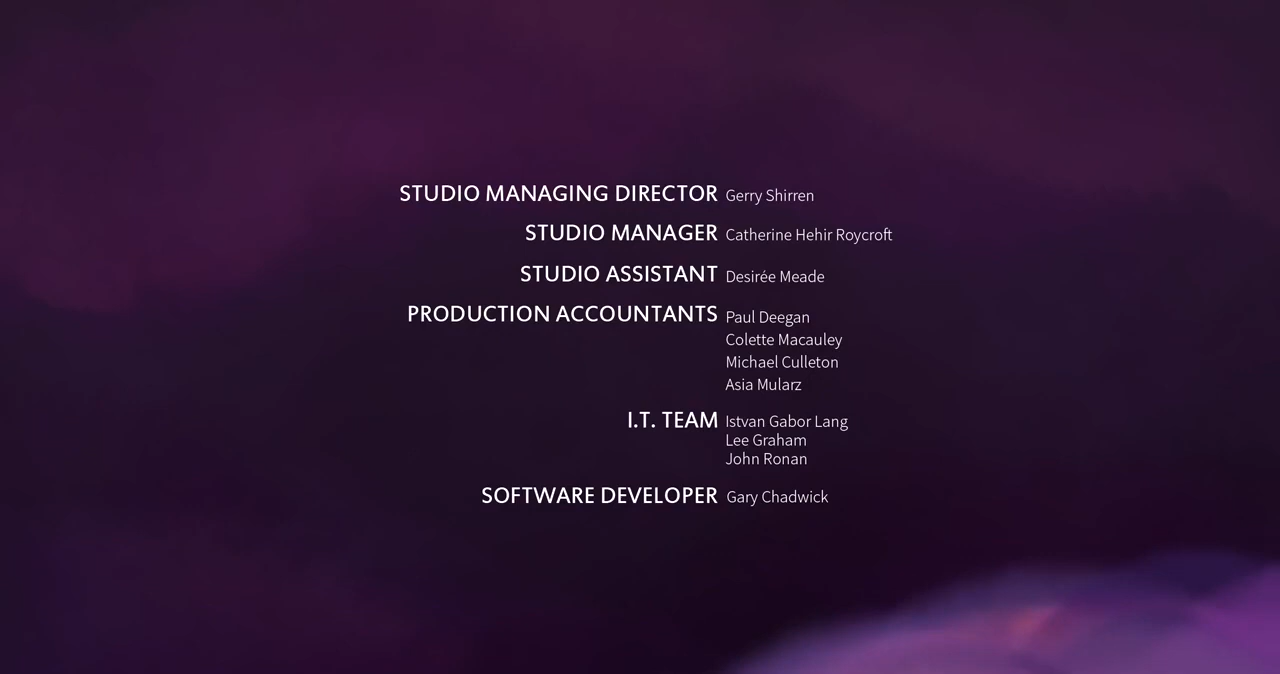 STUDIO MANAGING DIRECTOR Gerry Shirren
STUDIO MANAGER Catherine Hehir Roycroft
STUDIO ASSISTANT Desirée Meade
PRODUCTION ACCOUNTANTS Paul Deegan
Colette Macauley
Michael Culleton
Asia Mularz
I.T. TEAM Istvan Gabor Lang
Lee Graham
John Ronan
SOFTWARE DEVELOPER Gary Chadwick